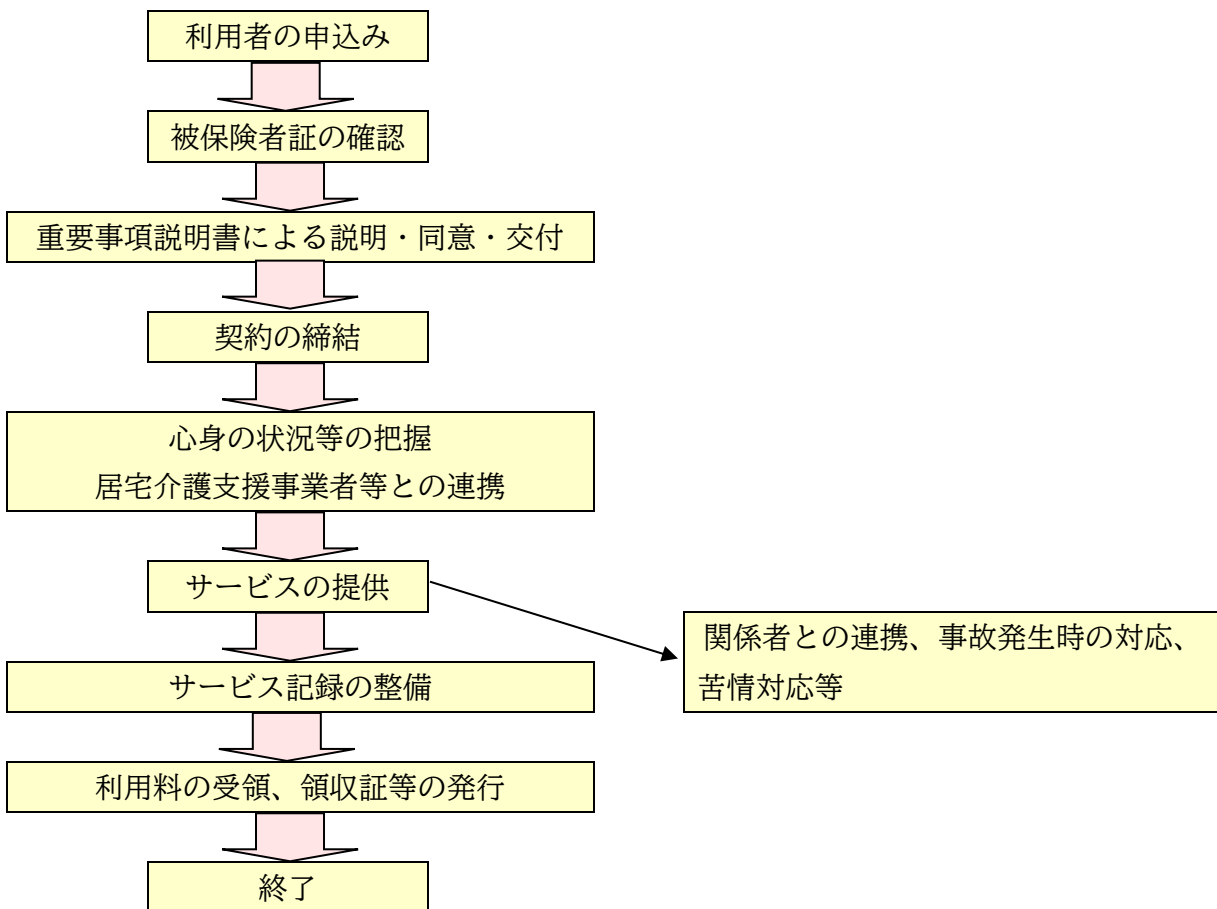 利用者の申込み
被保険者証の確認
重要事項説明書による説明・同意・交付
契約の締結
心身の状況等の把握
居宅介護支援事業者等との連携
サービスの提供
関係者との連携、事故発生時の対応、
苦情対応等
サービス記録の整備
利用料の受領、領収証等の発行
終了